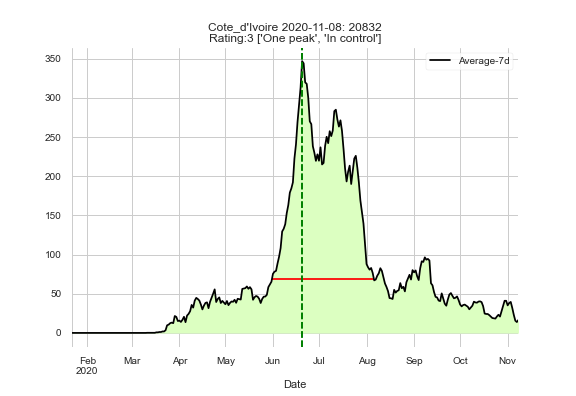 Cote_d'Ivoire 2020-11-08: 20832
Rating:3 ['One peak', 'In control']
Average-7d
350
300
250
200
150
100
50
0
Feb Mar Apr May Jun Jul Aug Sep Oct Nov
2020
Date